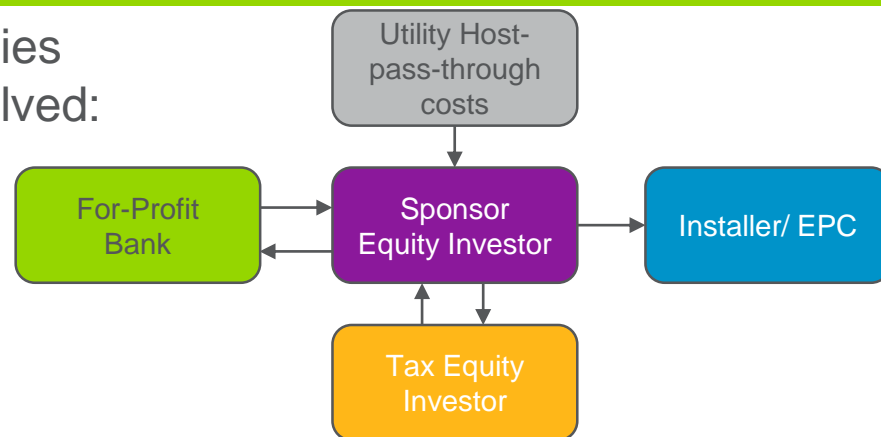 ies
lved:
Utility Host-
pass-through
costs
For-Profit
Bank
Sponsor
Equity Investor
Installer/ EPC
Tax Equity
Investor